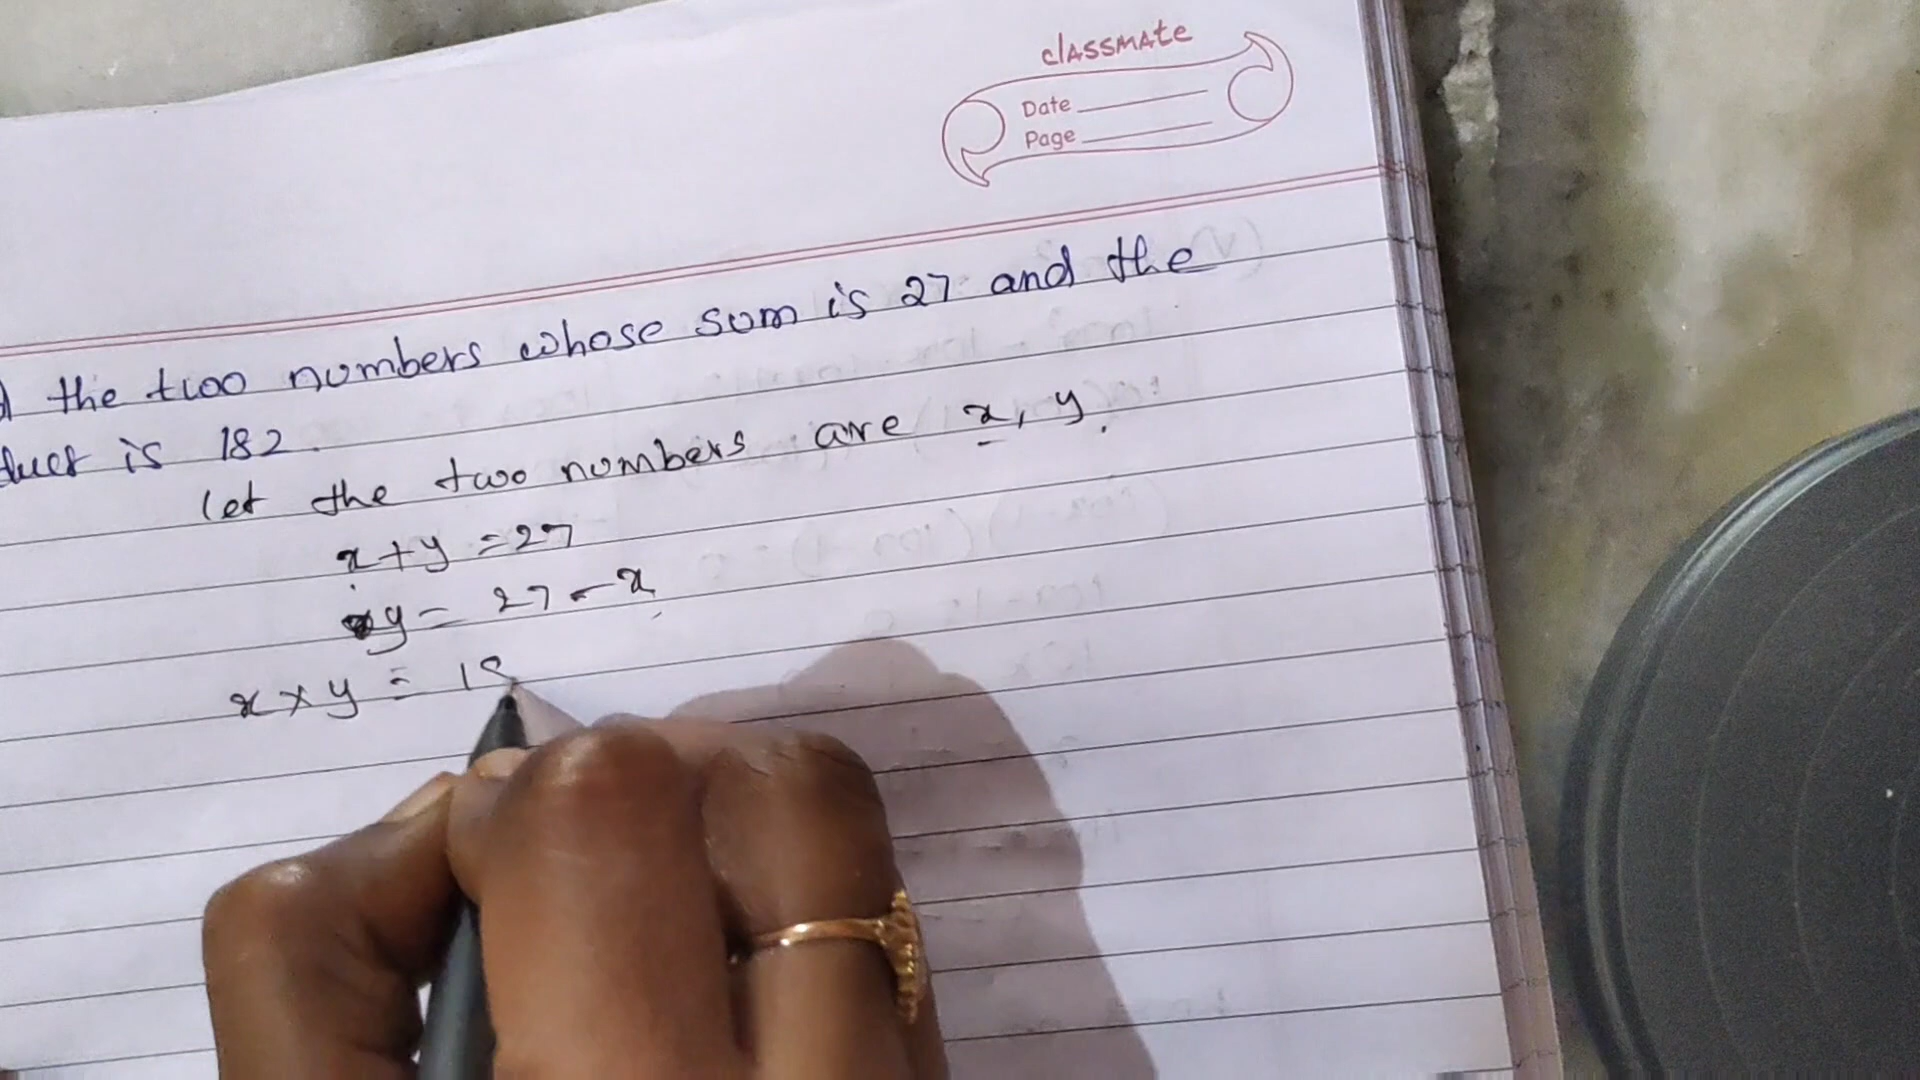 classmate
Date
Page
the two numbers whose sum is 27 and the
is 182.
let the two numbers are x, y.
x + y = 27
y = 27 - x
x × y = 18